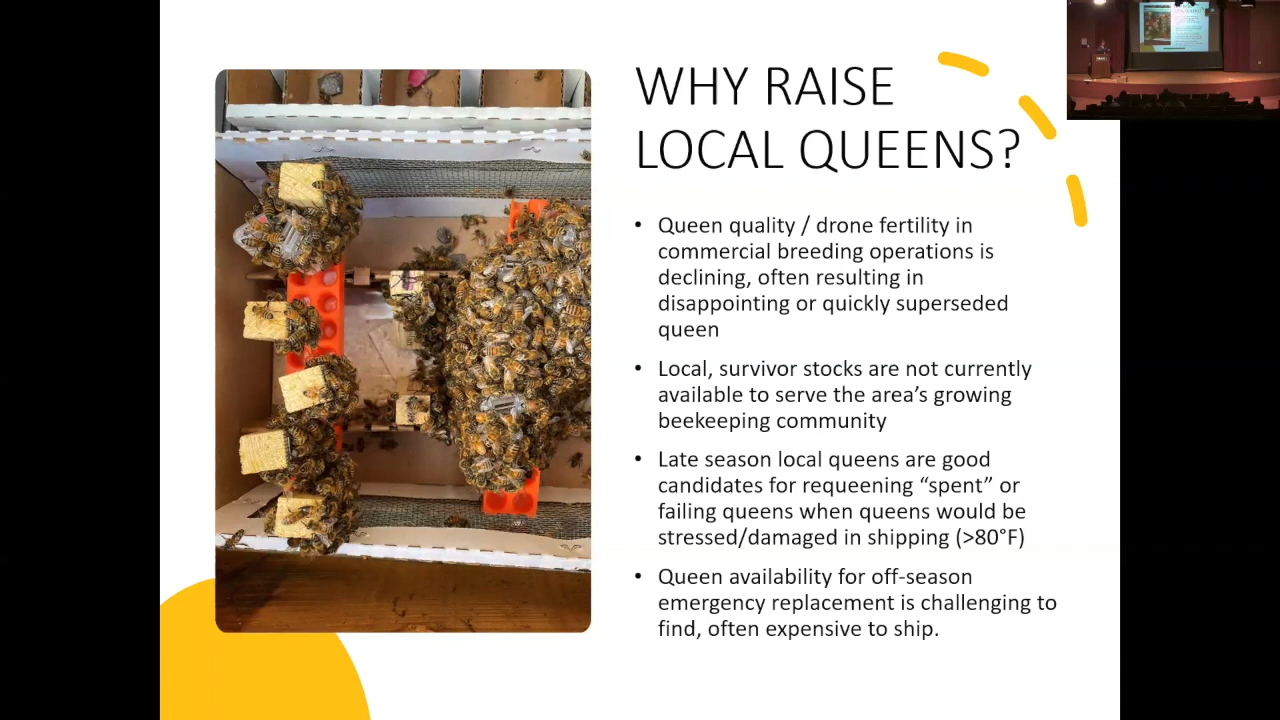 WHY RAISE
LOCAL QUEENS?
• Queen quality / drone fertility in
commercial breeding operations is
declining, often resulting in
disappointing or quickly superseded
queen
• Local, survivor stocks are not currently
available to serve the area’s growing
beekeeping community
• Late season local queens are good
candidates for requeening “spent” or
failing queens when queens would be
stressed/damaged in shipping (>80°F)
• Queen availability for off-season
emergency replacement is challenging to
find, often expensive to ship.